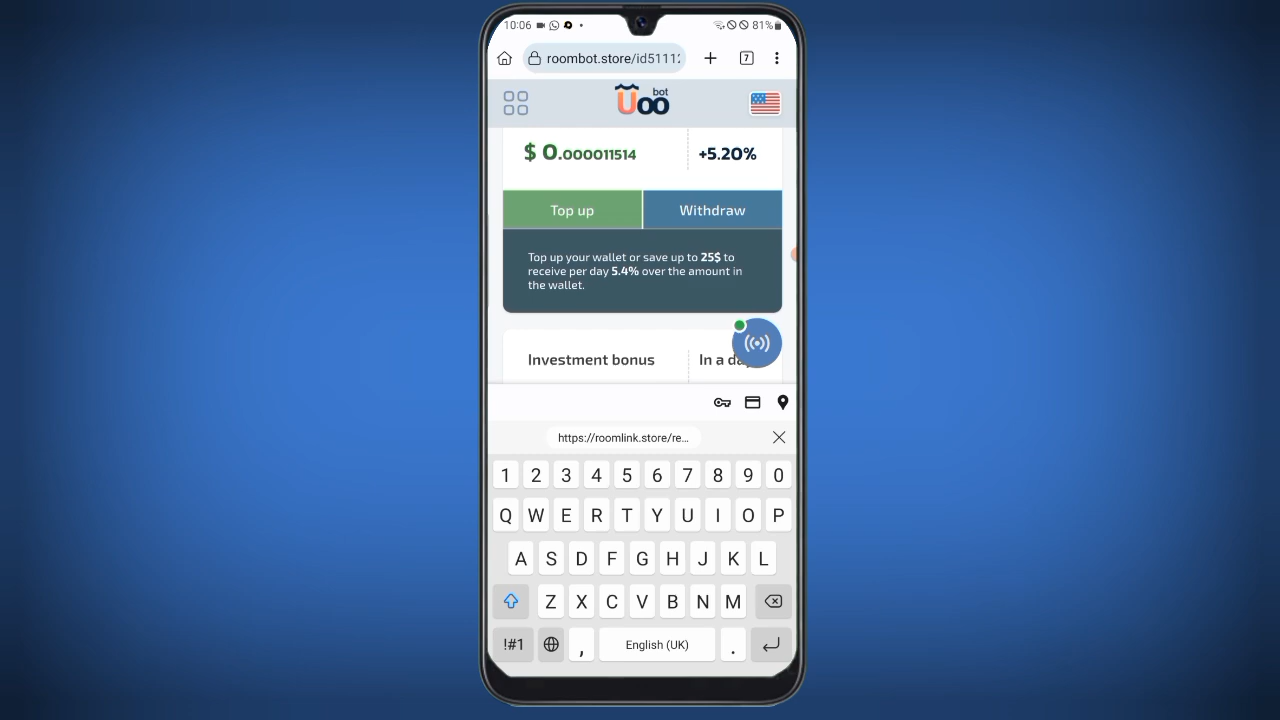 10:06
81%
roombot.store/id5111
7
Uoo bot
$ 0.000011514
+5.20%
Top up
Withdraw
Top up your wallet or save up to 25$ to
receive per day 5.4% over the amount in
the wallet.
Investment bonus
In a da
https://roomlink.store/re...
1 2 3 4 5 6 7 8 9 0
Q W E R T Y U I O P
A S D F G H J K L
Z X C V B N M
!#1 , English (UK) .